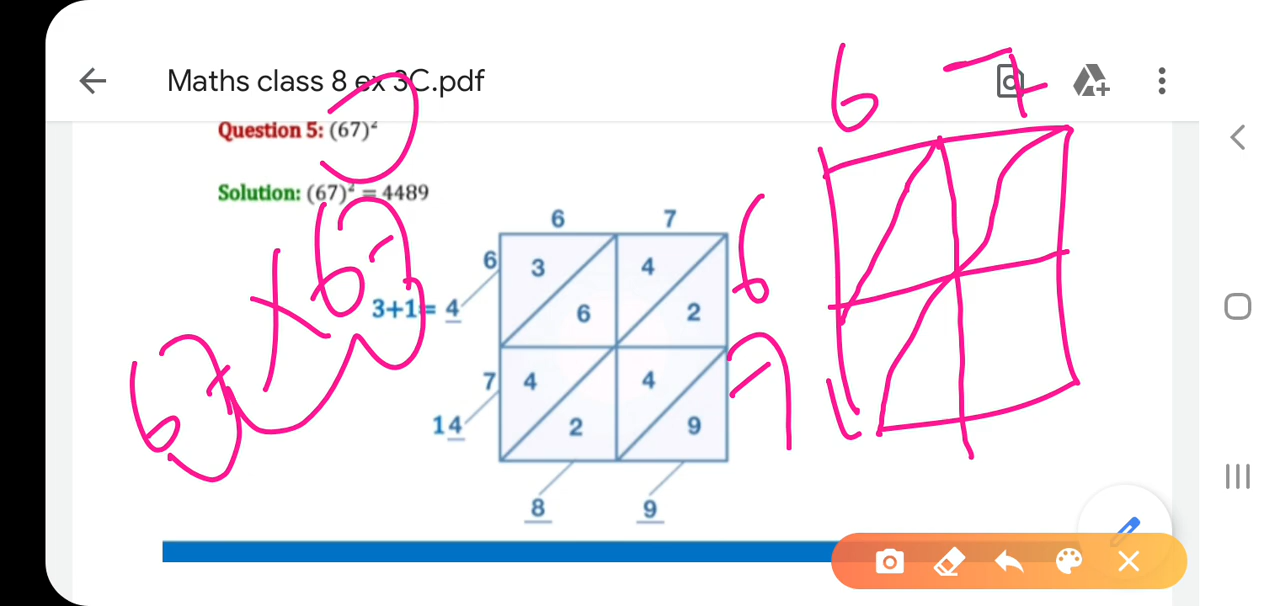 Maths class 8 ex 3C.pdf
6 7
Question 5: (67)²
Solution: (67)² = 4489
67 × 67
6 7
6 3 4 6
3+1= 4 6 2
7 4 4 7
14 2 9
8 9